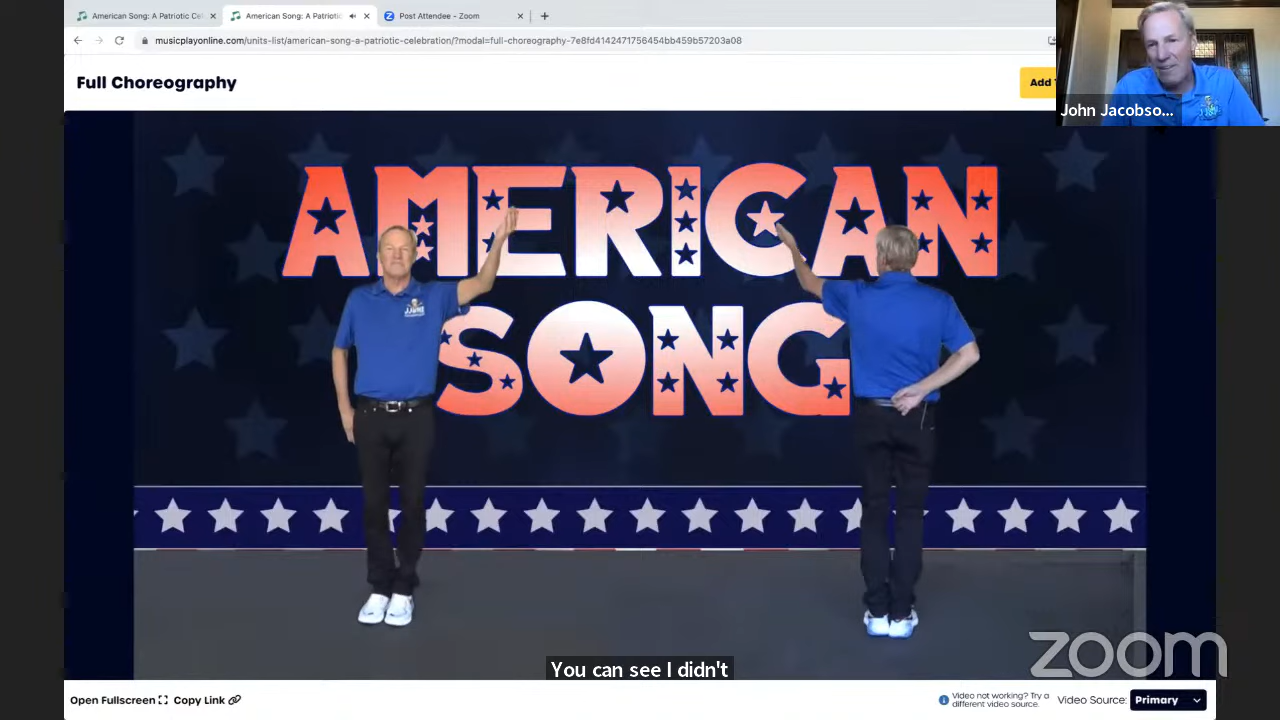 American Song: A Patriotic Cel
American Song: A Patriotic
Post Attendee - Zoom
musicplayonline.com/units-list/american-song-a-patriotic-celebration/?modal=full-choreography-7e8fd4142471756454bb459b57203a08
Full Choreography
Add
John Jacobso...
AMERICAN
SONG
You can see I didn't
zoom
Open Fullscreen
Copy Link
Video not working? Try a
different video source.
Video Source:
Primary